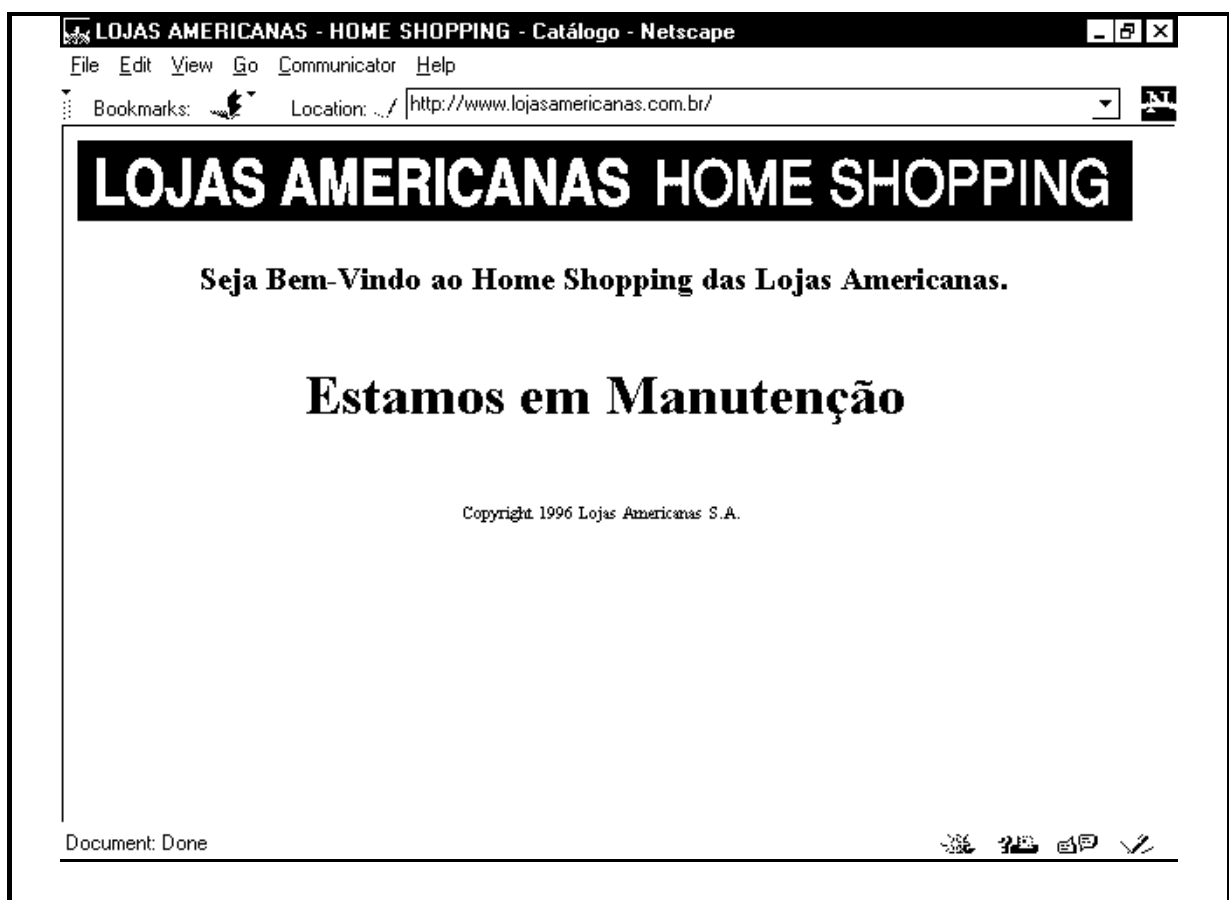 LOJAS AMERICANAS - HOME SHOPPING - Catálogo - Netscape
File Edit View Go Communicator Help
Bookmarks: Location: http://www.lojasamericanas.com.br/
LOJAS AMERICANAS HOME SHOPPING
Seja Bem-Vindo ao Home Shopping das Lojas Americanas.
Estamos em Manutenção
Copyright 1996 Lojas Americanas S.A.
Document: Done